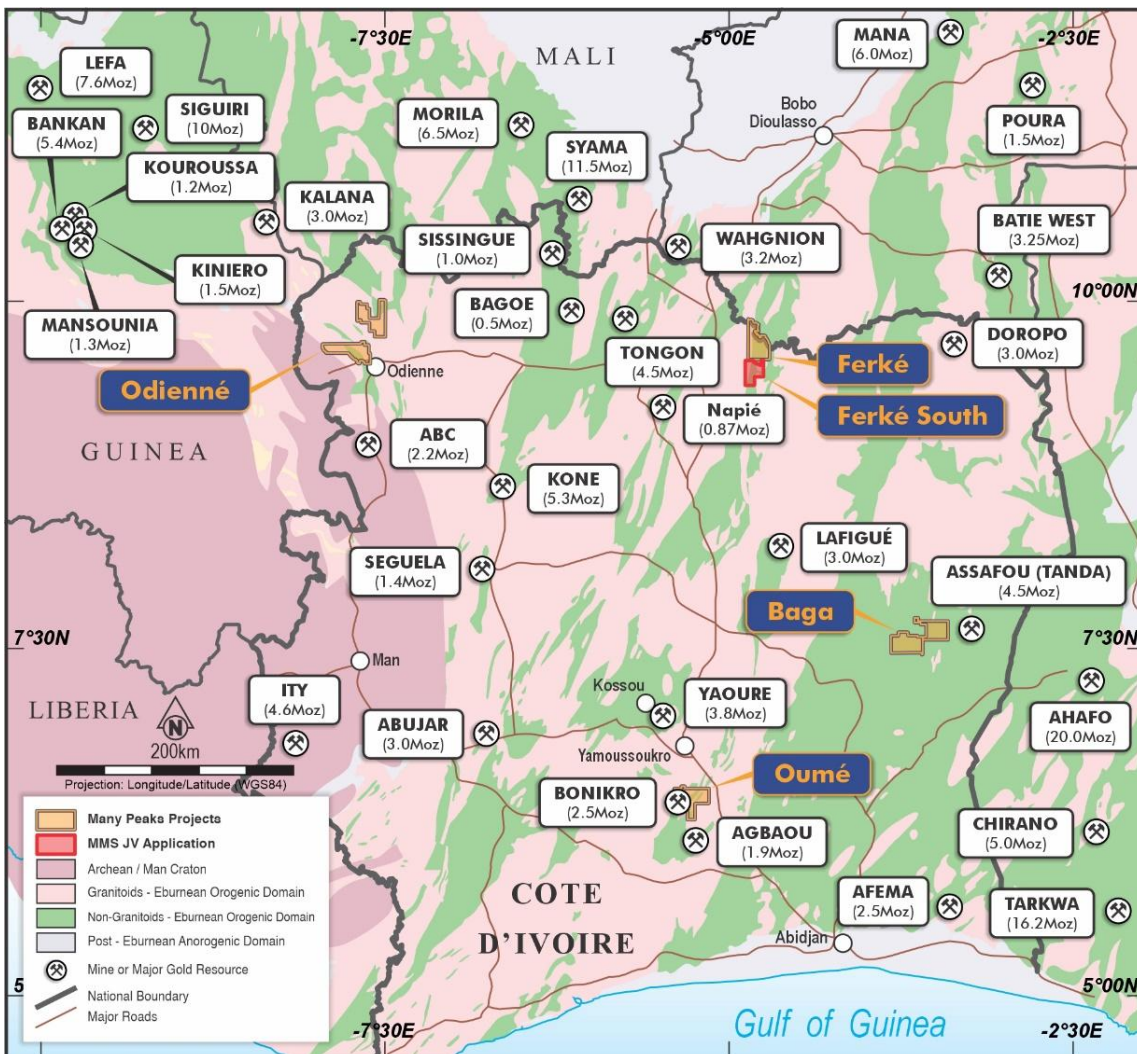 -7'30E
-5'00E
-2'30E
MALI
MANA
(6.0Moz)
LEFA
(7.6Moz)
SIGUIRI
(10Moz)
MORILA
(6.5Moz)
Bobo
Dioulasso
POURA
(1.5Moz)
BANKAN
(5.4Moz)
KOUROUSSA
(1.2Moz)
SYAMA
(11.5Moz)
KALANA
(3.0Moz)
SISSINGUE
(1.0Moz)
WAHGNION
(3.2Moz)
BATIE WEST
(3.25Moz)
KINIERO
(1.5Moz)
BAGOE
(0.5Moz)
10°00N
MANSOUNIA
(1.3Moz)
TONGON
(4.5Moz)
DOROPO
(3.0Moz)
Odienné
Odienne
Ferké
Ferké South
Napié
(0.87Moz)
GUINEA
ABC
(2.2Moz)
KONE
(5.3Moz)
LAFIGUÉ
(3.0Moz)
SEGUELA
(1.4Moz)
ASSAFOU (TANDA)
(4.5Moz)
Baga
7'30N
7'30N
Man
LIBERIA
N
200km
Projection: Longitude/Latitude (WGS84)
ITY
(4.6Moz)
Kossou
YAOURE
(3.8Moz)
AHAFO
(20.0Moz)
ABUJAR
(3.0Moz)
Yamoussoukro
Oumé
BONIKRO
(2.5Moz)
AGBAOU
(1.9Moz)
CHIRANO
(5.0Moz)
COTE
D'IVOIRE
AFEMA
(2.5Moz)
TARKWA
(16.2Moz)
Abidjan
Many Peaks Projects
MMS JV Application
Archean / Man Craton
Granitoids - Eburnean Orogenic Domain
Non-Granitoids - Eburnean Orogenic Domain
Post - Eburnean Anorogenic Domain
Mine or Major Gold Resource
National Boundary
Major Roads
5°00N
-7'30E
Gulf of Guinea
-2'30E